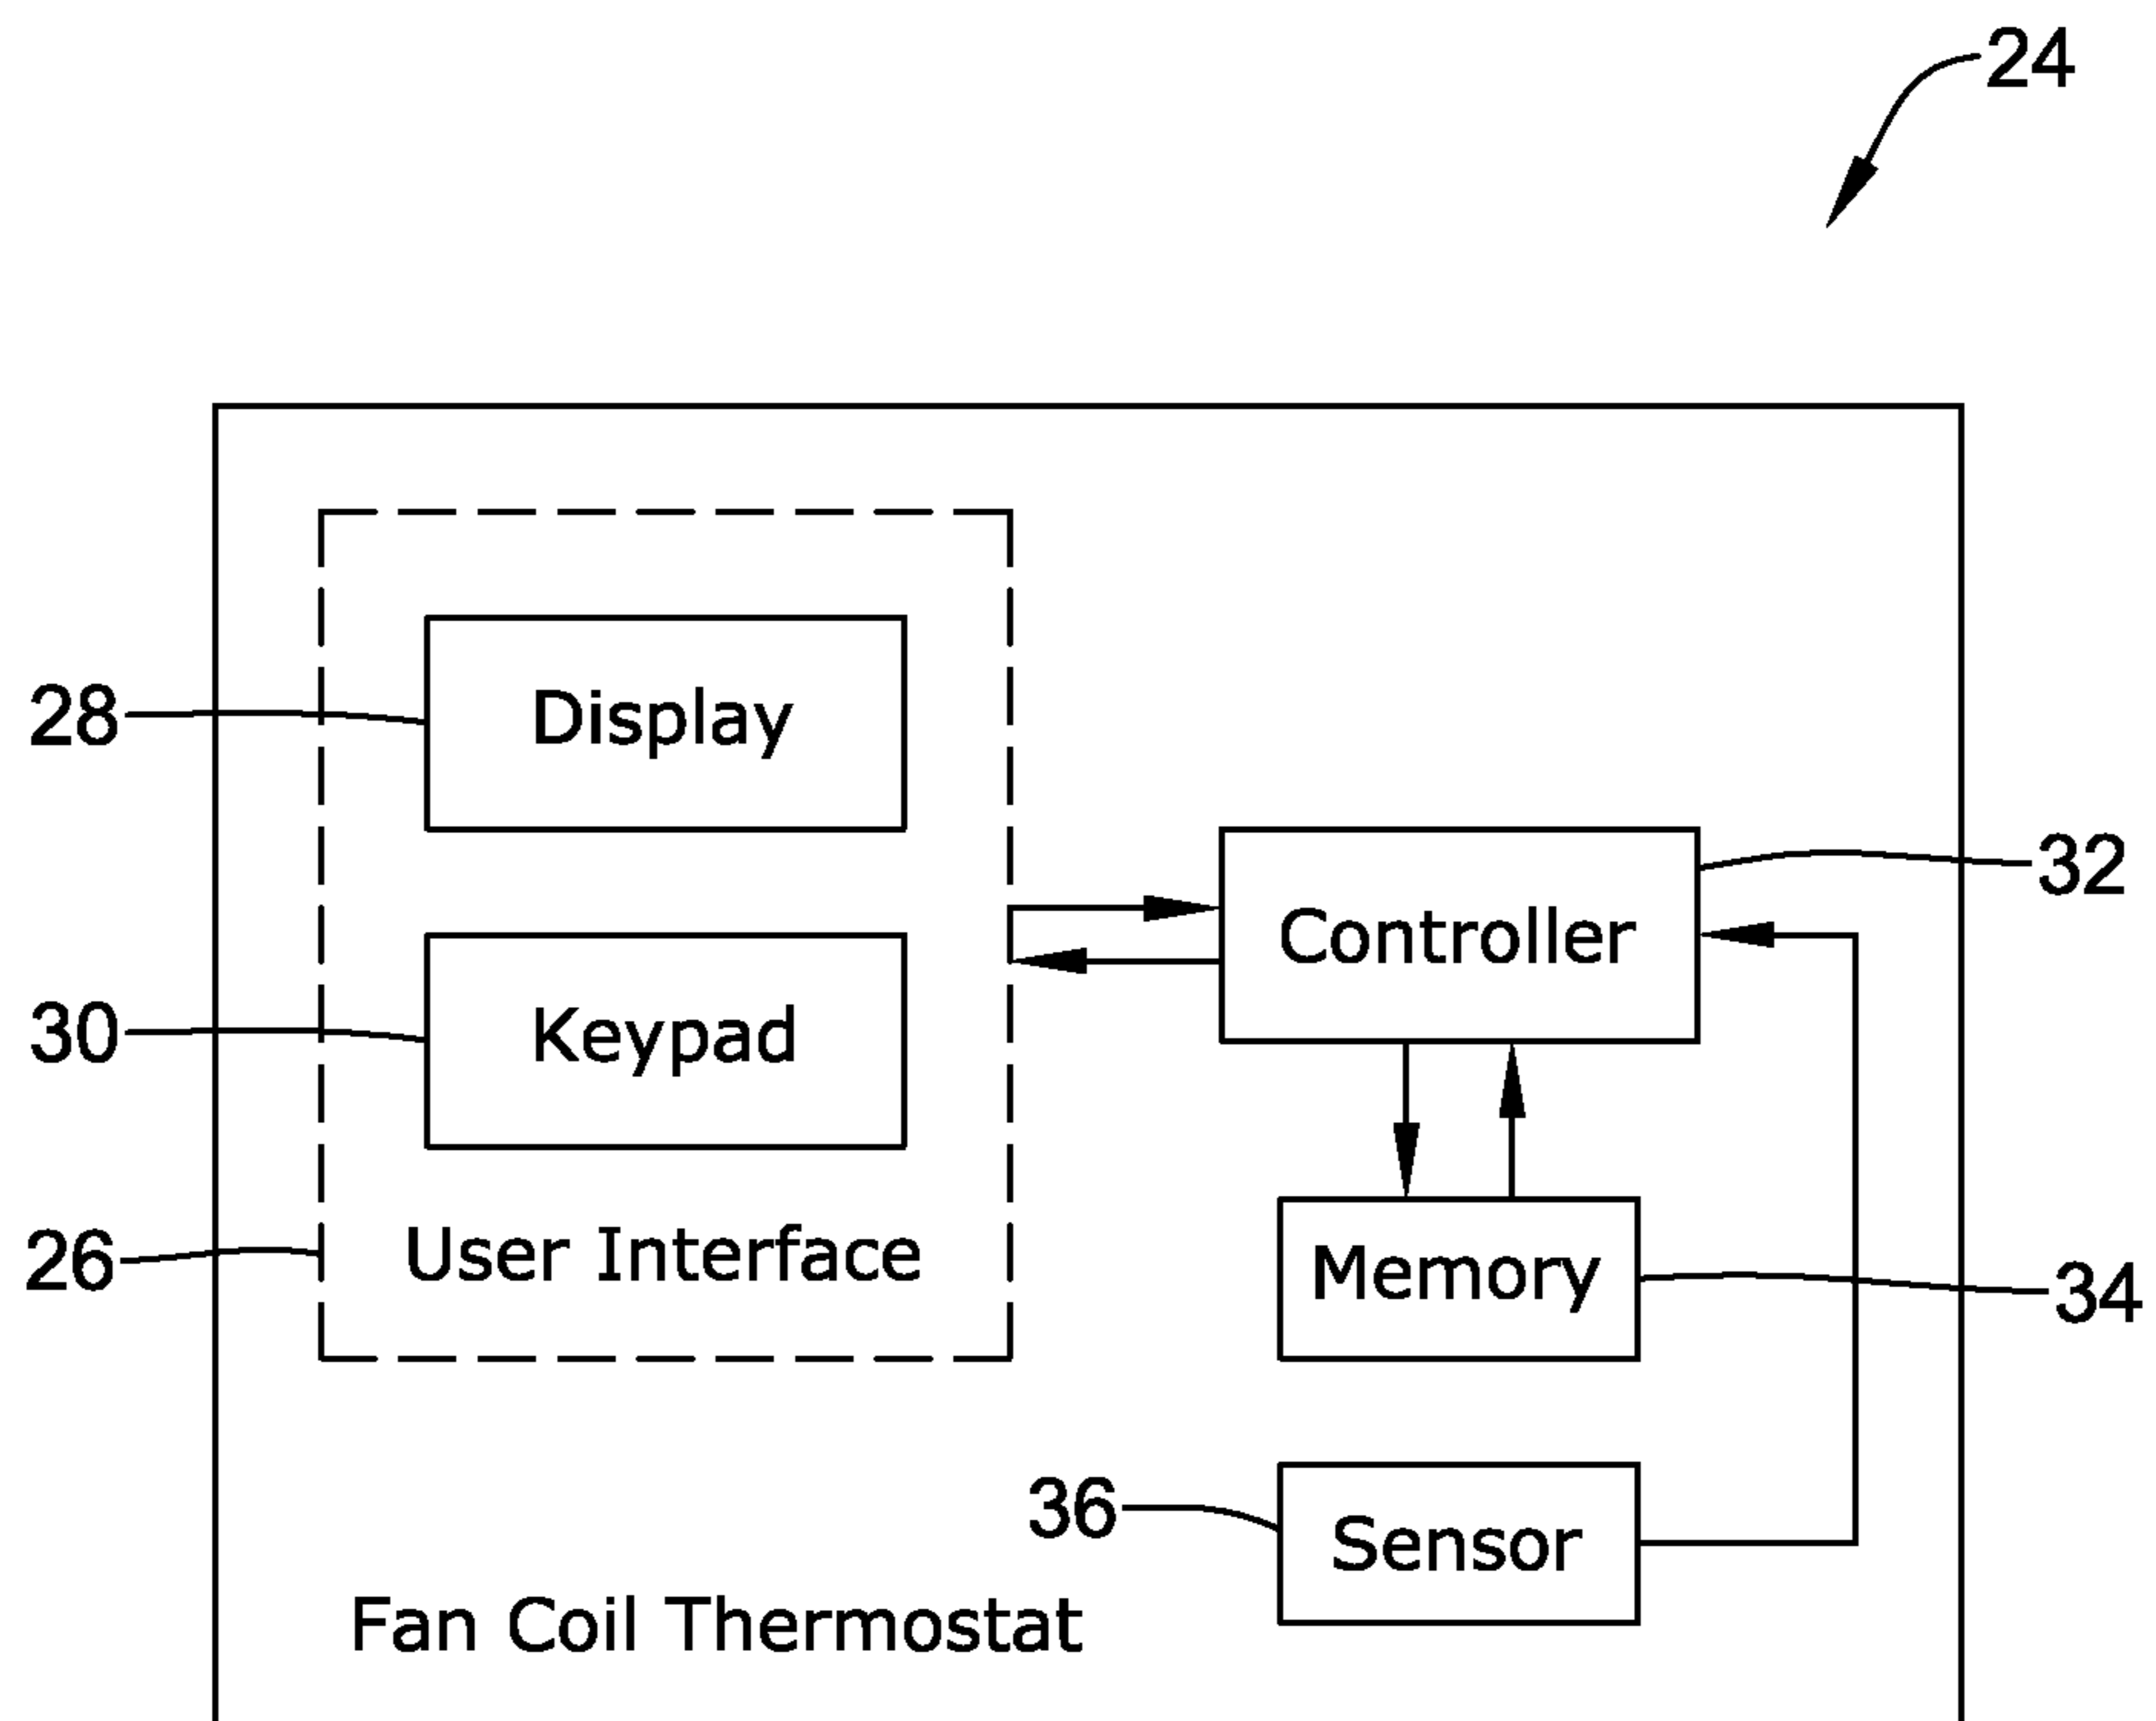 24
28
Display
32
Controller
30
Keypad
26
User Interface
Memory
34
36
Sensor
Fan Coil Thermostat